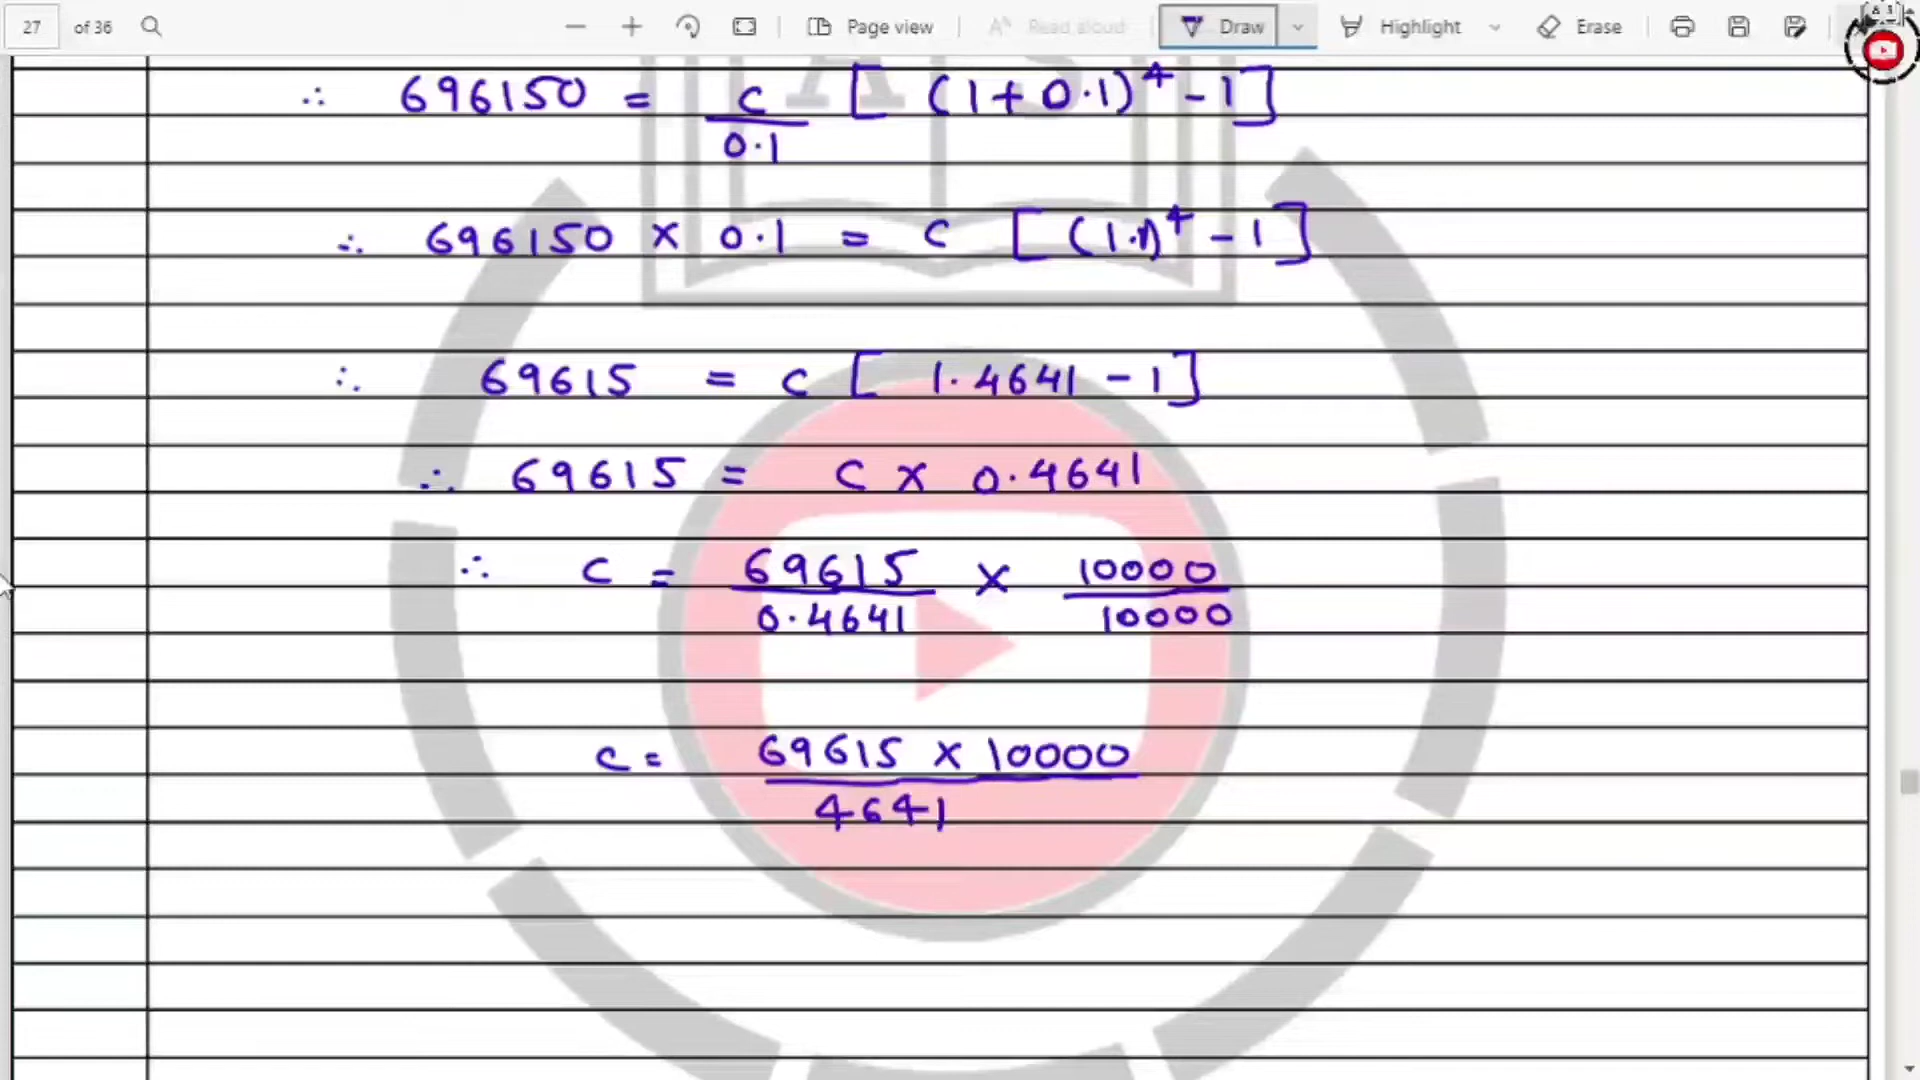 27 of 36 Page view Read aloud Draw Highlight Erase
∴ 696150 = c/0.1 [(1+0.1)⁴ - 1]
∴ 696150 × 0.1 = c [(1.1)⁴ - 1]
∴ 69615 = c [1.4641 - 1]
∴ 69615 = c × 0.4641
∴ c = 69615/0.4641 × 10000/10000
c = 69615 × 10000/4641